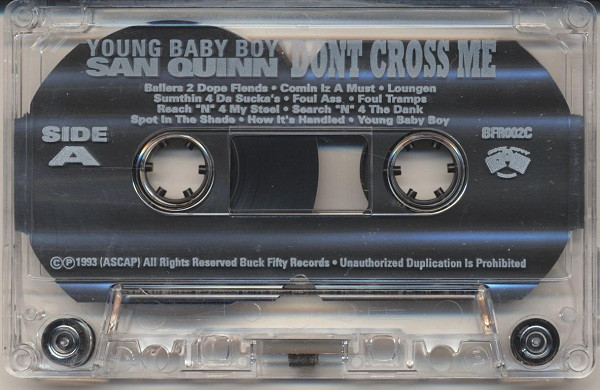 YOUNG BABY BOY
SAN QUINN DONT CROSS ME
Ballers 2 Dope Fiends • Comin Iz A Must • Loungen
Sumthin 4 Da Sucka's • Foul Ass • Foul Tramps
Reach "N" 4 My Steel • Search "N" 4 The Dank
Spot In The Shade • How It's Handled • Young Baby Boy
SIDE
A
BFR002C
©℗1993 (ASCAP) All Rights Reserved Buck Fifty Records • Unauthorized Duplication Is Prohibited